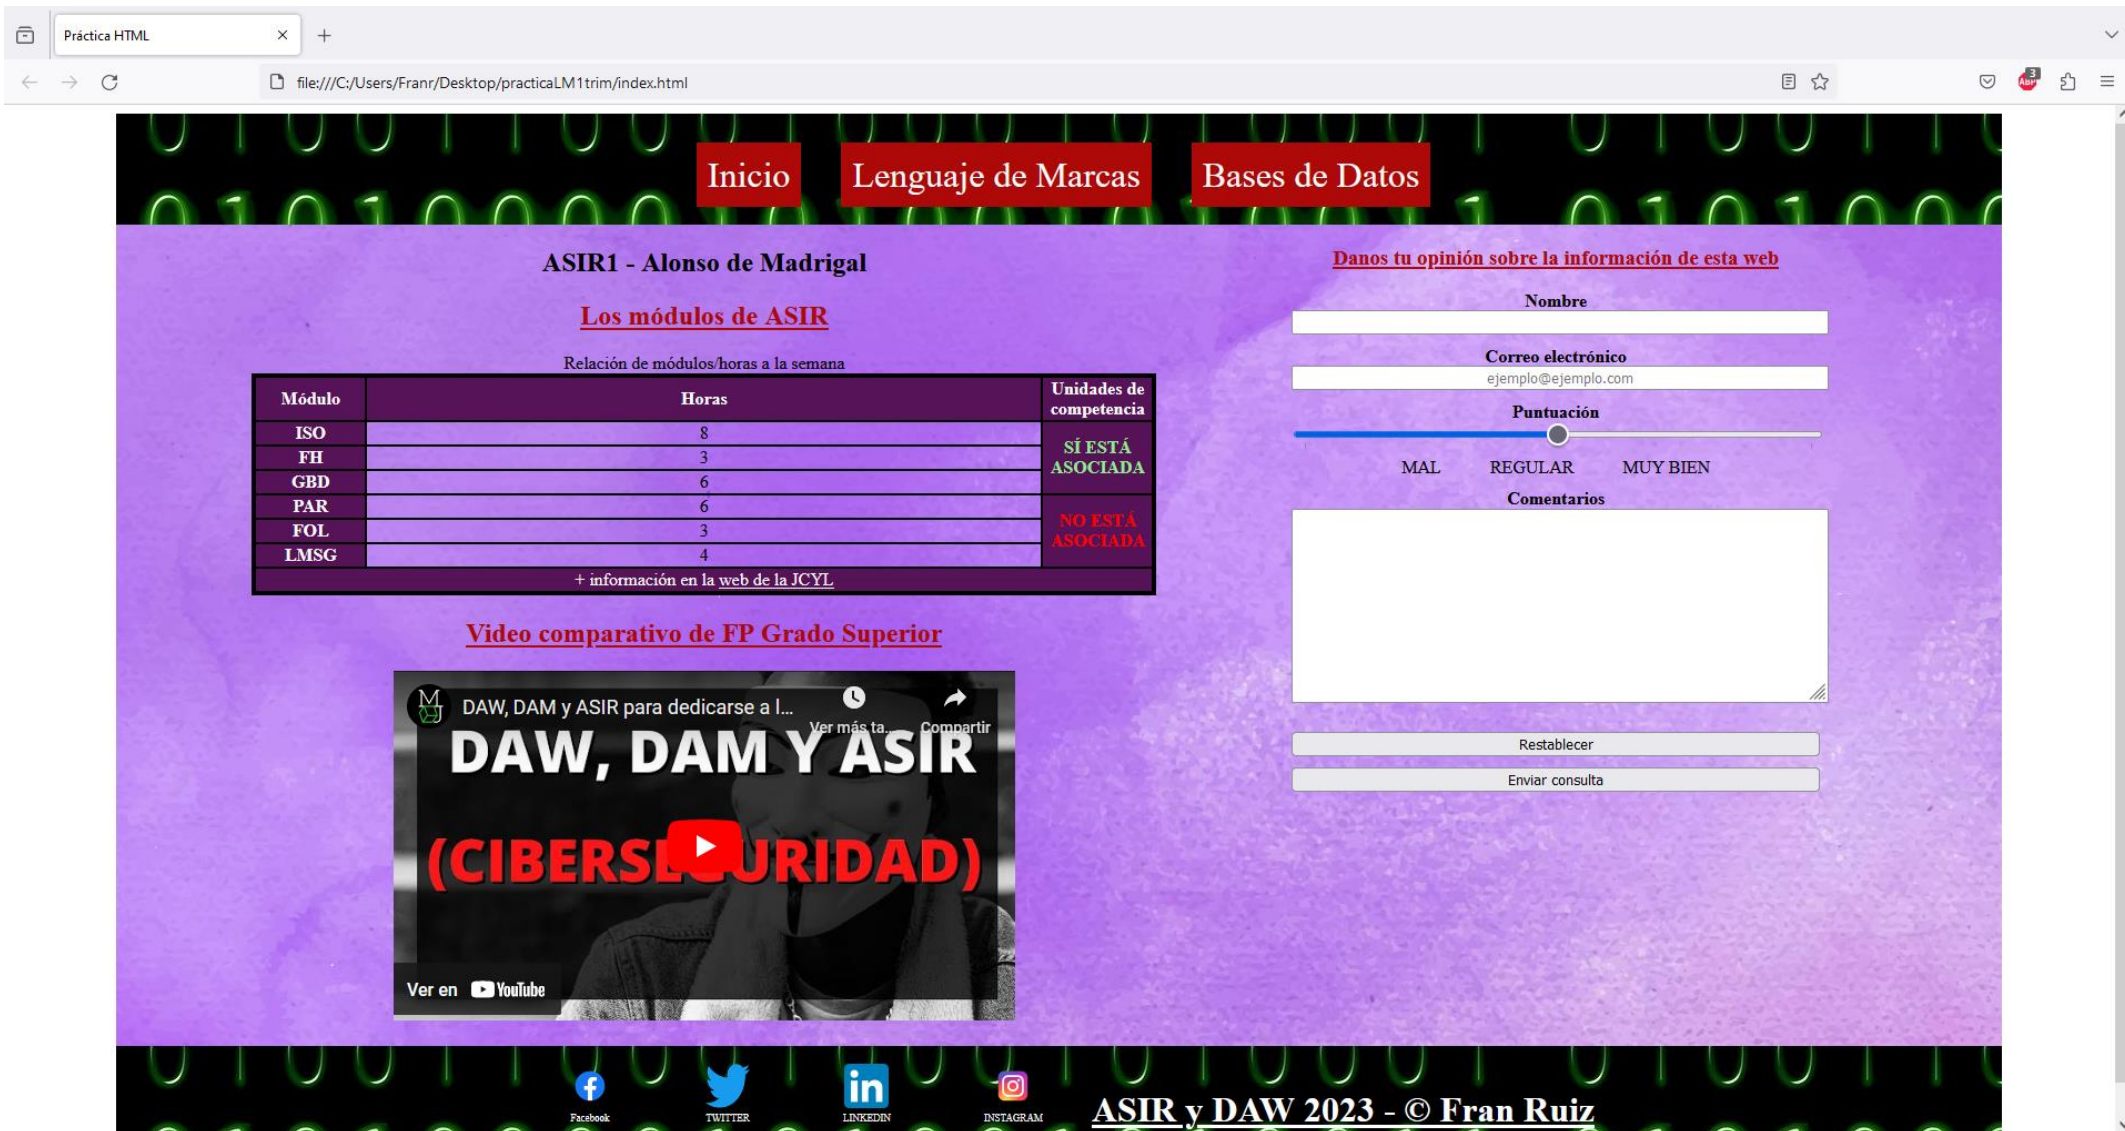 Práctica HTML
file:///C:/Users/Franr/Desktop/practicaLM1trim/index.html
ABP 3
Inicio Lenguaje de Marcas Bases de Datos
ASIR1 - Alonso de Madrigal
Los módulos de ASIR
Relación de módulos/horas a la semana
Módulo Horas Unidades de competencia
ISO 8 SÍ ESTÁ ASOCIADA
FH 3
GBD 6
PAR 6 NO ESTÁ ASOCIADA
FOL 3
LMSG 4
+ información en la web de la JCYL
Video comparativo de FP Grado Superior
DAW, DAM y ASIR para dedicarse a l...
Ver más ta... Compartir
DAW, DAM Y ASIR
(CIBERSEGURIDAD)
Ver en YouTube
Danos tu opinión sobre la información de esta web
Nombre
Correo electrónico
ejemplo@ejemplo.com
Puntuación
MAL REGULAR MUY BIEN
Comentarios
Restablecer
Enviar consulta
Facebook TWITTER LINKEDIN INSTAGRAM
ASIR y DAW 2023 - © Fran Ruiz